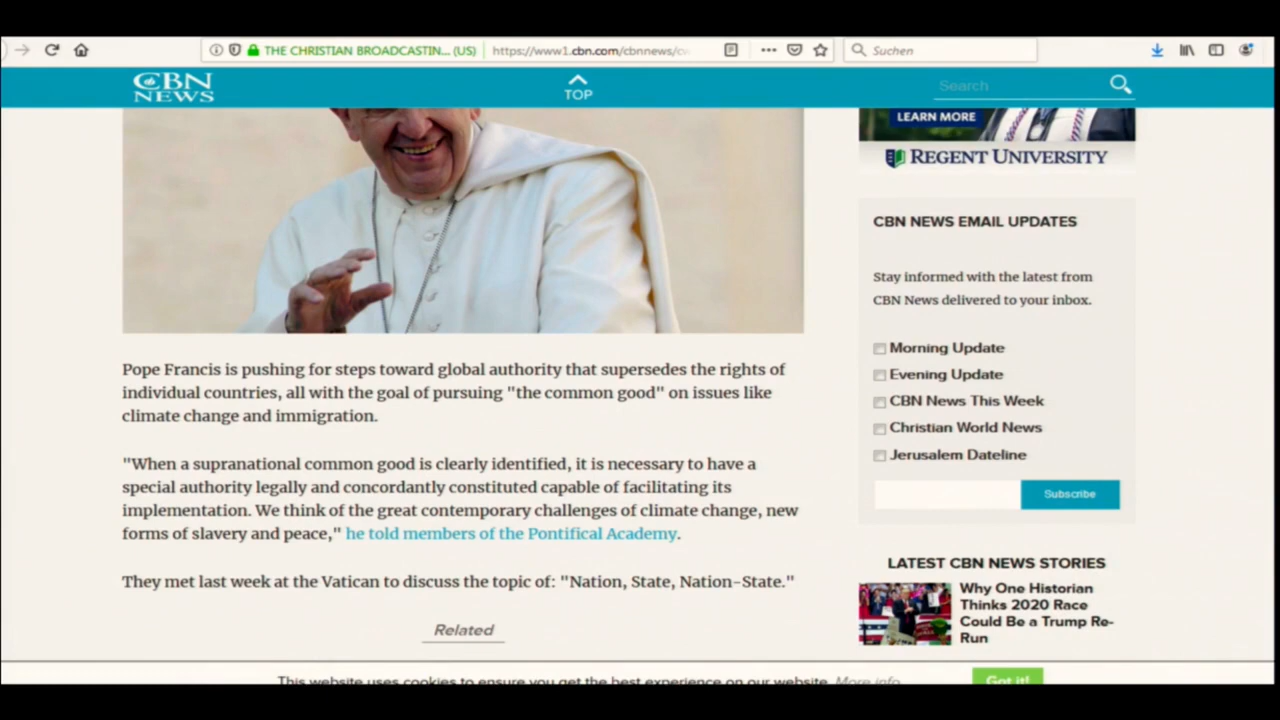 THE CHRISTIAN BROADCASTIN... (US)
https://www1.cbn.com/cbnnews/
Suchen
CBN
NEWS
TOP
Search
LEARN MORE
REGENT UNIVERSITY
Pope Francis is pushing for steps toward global authority that supersedes the rights of
individual countries, all with the goal of pursuing "the common good" on issues like
climate change and immigration.
"When a supranational common good is clearly identified, it is necessary to have a
special authority legally and concordantly constituted capable of facilitating its
implementation. We think of the great contemporary challenges of climate change, new
forms of slavery and peace," he told members of the Pontifical Academy.
They met last week at the Vatican to discuss the topic of: "Nation, State, Nation-State."
Related
CBN NEWS EMAIL UPDATES
Stay informed with the latest from
CBN News delivered to your inbox.
Morning Update
Evening Update
CBN News This Week
Christian World News
Jerusalem Dateline
Subscribe
LATEST CBN NEWS STORIES
Why One Historian
Thinks 2020 Race
Could Be a Trump Re-
Run
This website uses cookies to ensure you get the best experience on our website. More info
Got it!